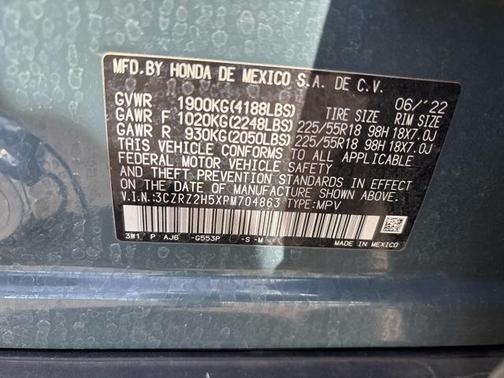 MFD. BY HONDA DE MEXICO S.A. DE C.V.
06/'22
GVWR 1900KG(4188LBS) TIRE SIZE RIM SIZE
GAWR F 1020KG(2248LBS) 225/55R18 98H 18X7.0J
GAWR R 930KG(2050LBS) 225/55R18 98H 18X7.0J
THIS VEHICLE CONFORMS TO ALL APPLICABLE
FEDERAL MOTOR VEHICLE SAFETY
AND THEFT PREVENTION STANDARDS IN EFFECT
ON THE DATE OF MANUFACTURE SHOWN ABOVE.
V.I.N.:3CZRZ2H5XPM704863 TYPE:MPV
3W1 P AJ6 -G553P -S -M
MADE IN MEXICO